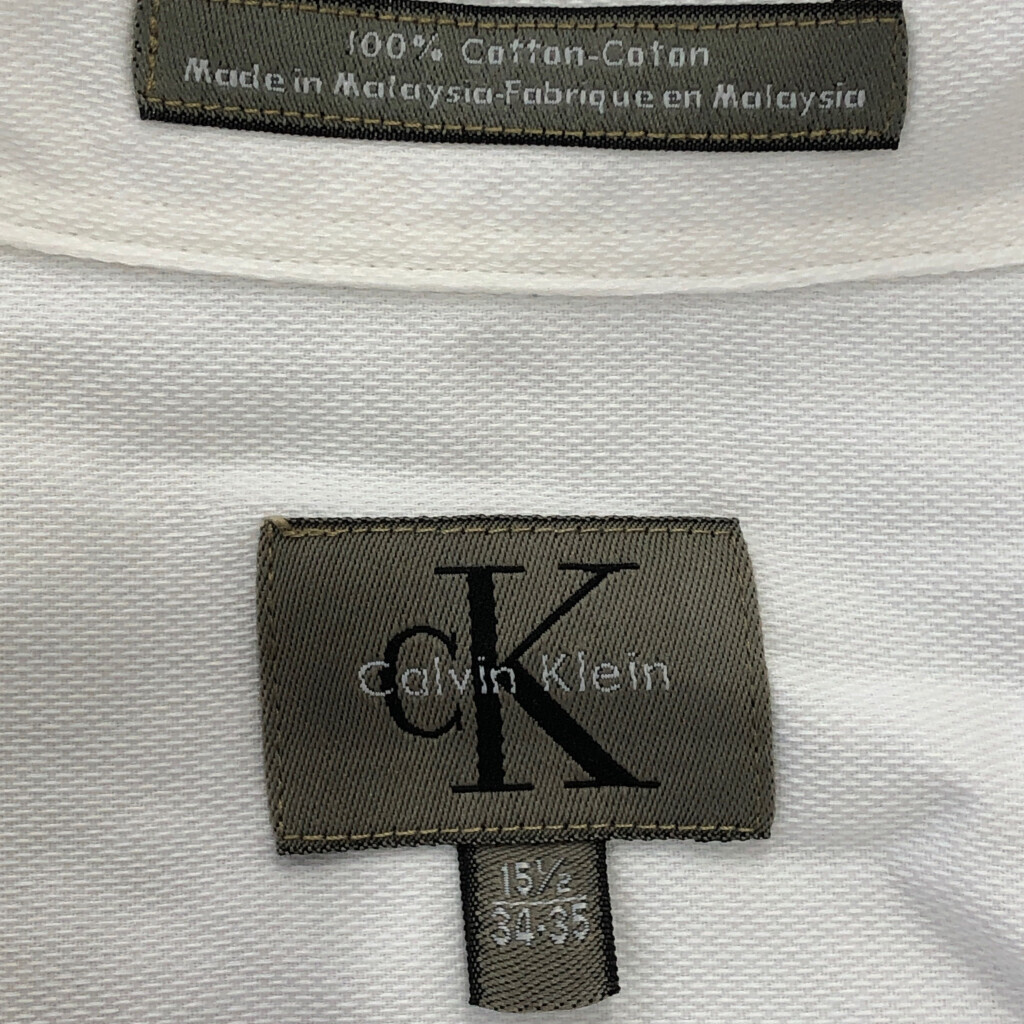 100% Cotton-Coton
Made in Malaysia-Fabrique en Malaysia
CK
Calvin Klein
15½
34-35